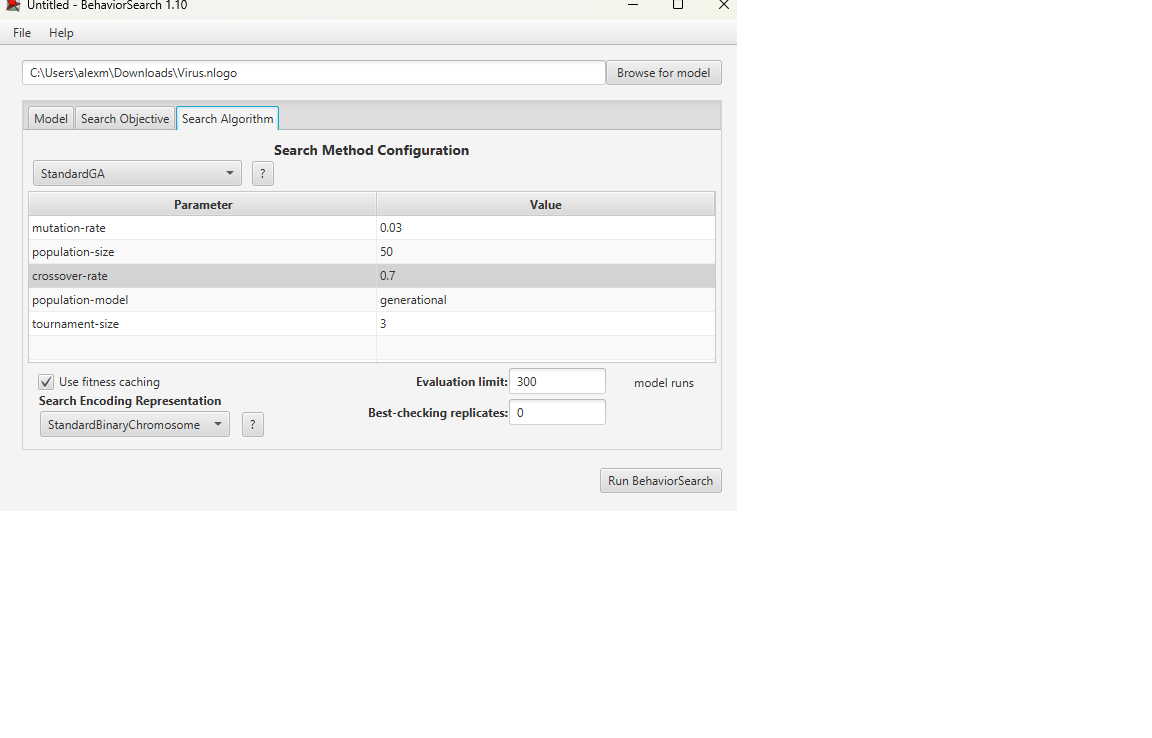 Untitled - BehaviorSearch 1.10
File Help
C:\Users\alexm\Downloads\Virus.nlogo Browse for model
Model Search Objective Search Algorithm
Search Method Configuration
StandardGA ?
Parameter Value
mutation-rate 0.03
population-size 50
crossover-rate 0.7
population-model generational
tournament-size 3
Use fitness caching Evaluation limit: 300 model runs
Search Encoding Representation
Best-checking replicates: 0
StandardBinaryChromosome ?
Run BehaviorSearch